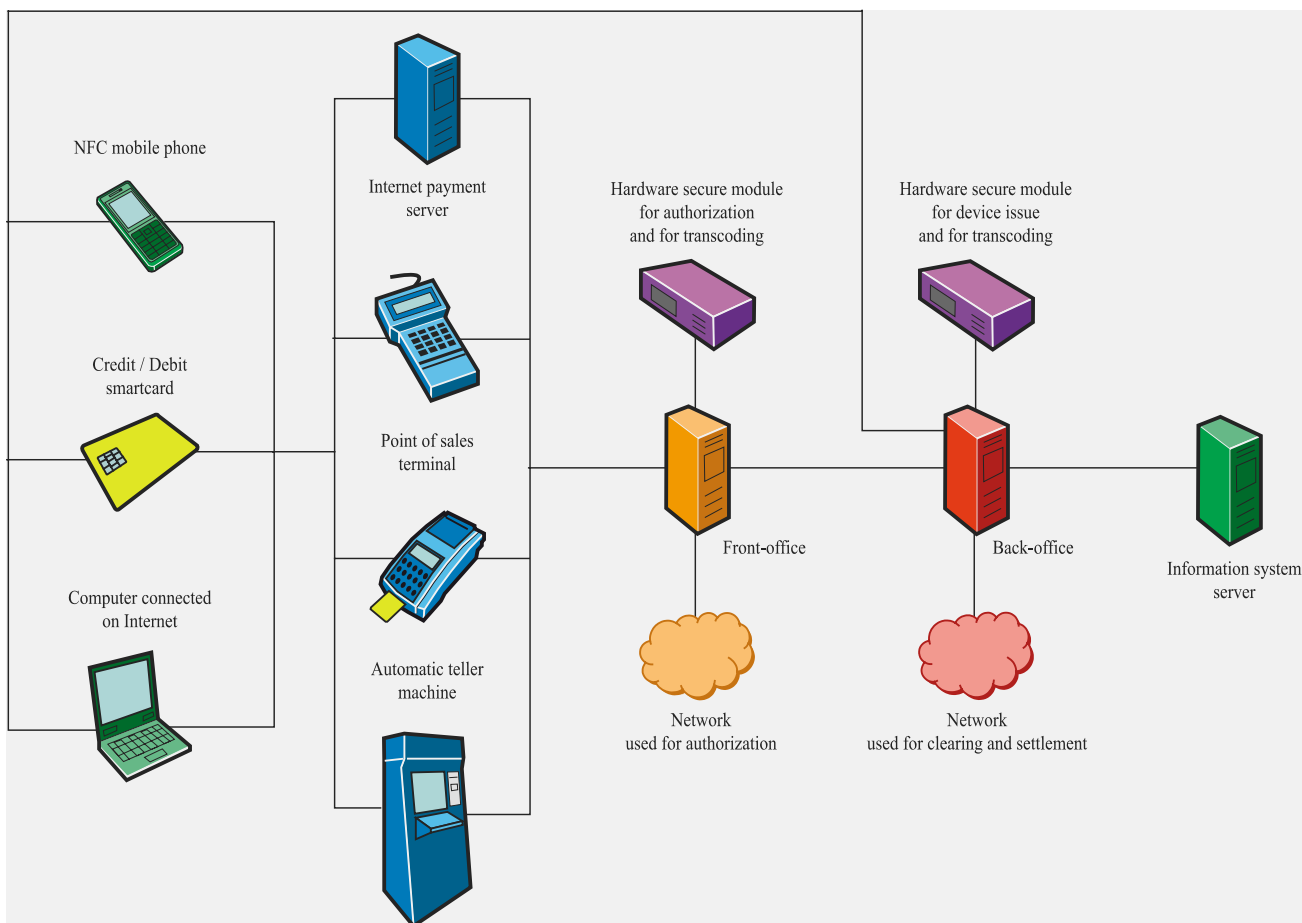 NFC mobile phone
Credit / Debit
smartcard
Computer connected
on Internet
Internet payment
server
Point of sales
terminal
Automatic teller
machine
Hardware secure module
for authorization
and for transcoding
Front-office
Network
used for authorization
Hardware secure module
for device issue
and for transcoding
Back-office
Network
used for clearing and settlement
Information system
server